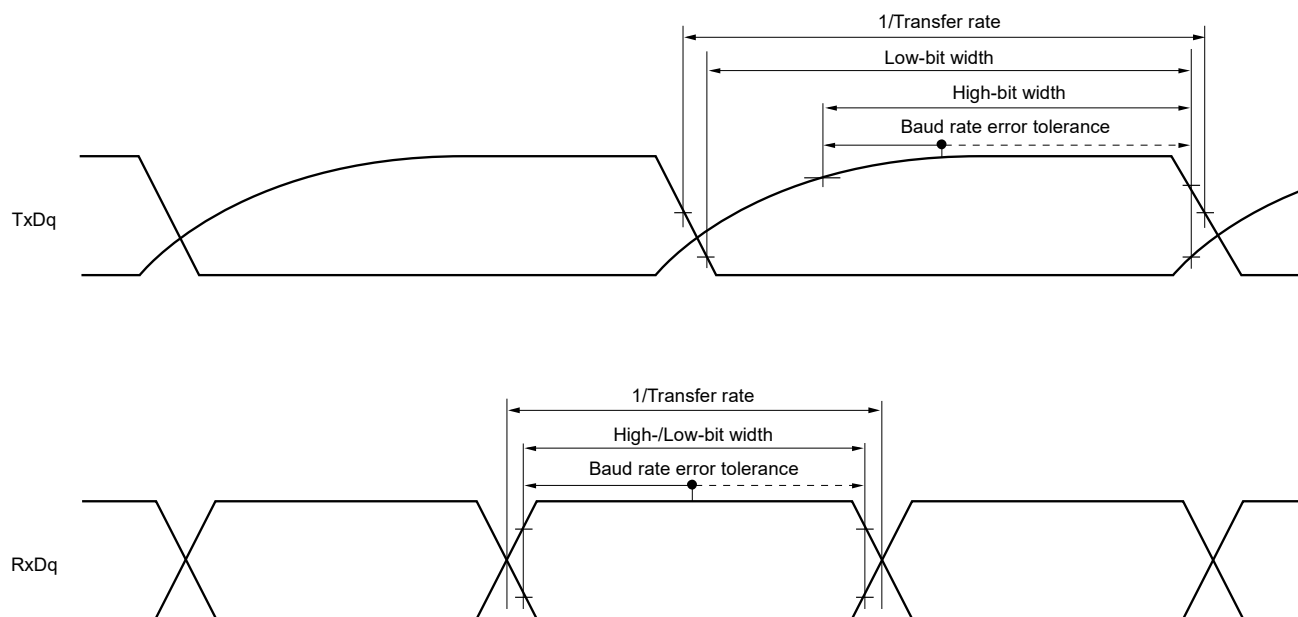 1/Transfer rate
Low-bit width
High-bit width
Baud rate error tolerance
TxDq
1/Transfer rate
High-/Low-bit width
Baud rate error tolerance
RxDq